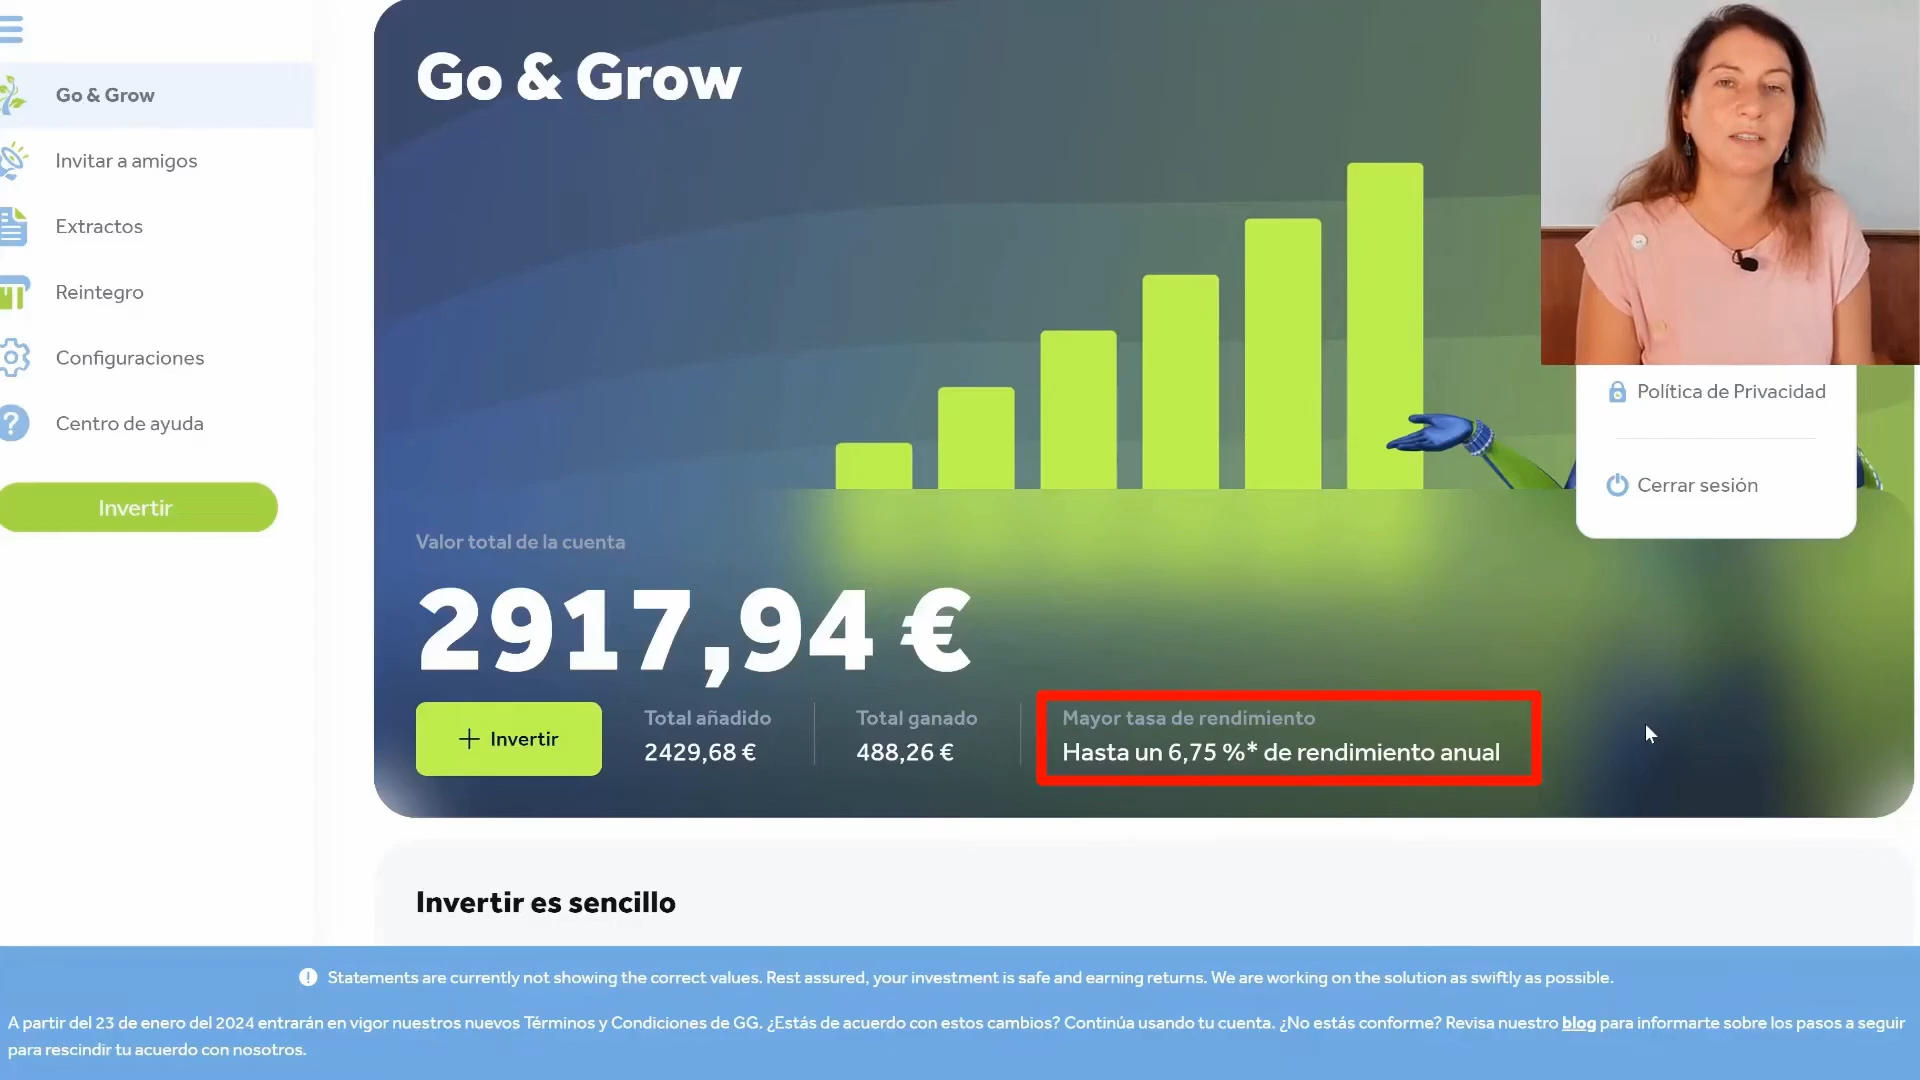 Go & Grow
Invitar a amigos
Extractos
Reintegro
Configuraciones
Centro de ayuda
Invertir
Go & Grow
Valor total de la cuenta
2917,94 €
+ Invertir
Total añadido
2429,68 €
Total ganado
488,26 €
Mayor tasa de rendimiento
Hasta un 6,75 %* de rendimiento anual
Política de Privacidad
Cerrar sesión
Invertir es sencillo
Statements are currently not showing the correct values. Rest assured, your investment is safe and earning returns. We are working on the solution as swiftly as possible.
A partir del 23 de enero del 2024 entrarán en vigor nuestros nuevos Términos y Condiciones de GG. ¿Estás de acuerdo con estos cambios? Continúa usando tu cuenta. ¿No estás conforme? Revisa nuestro blog para informarte sobre los pasos a seguir
para rescindir tu acuerdo con nosotros.